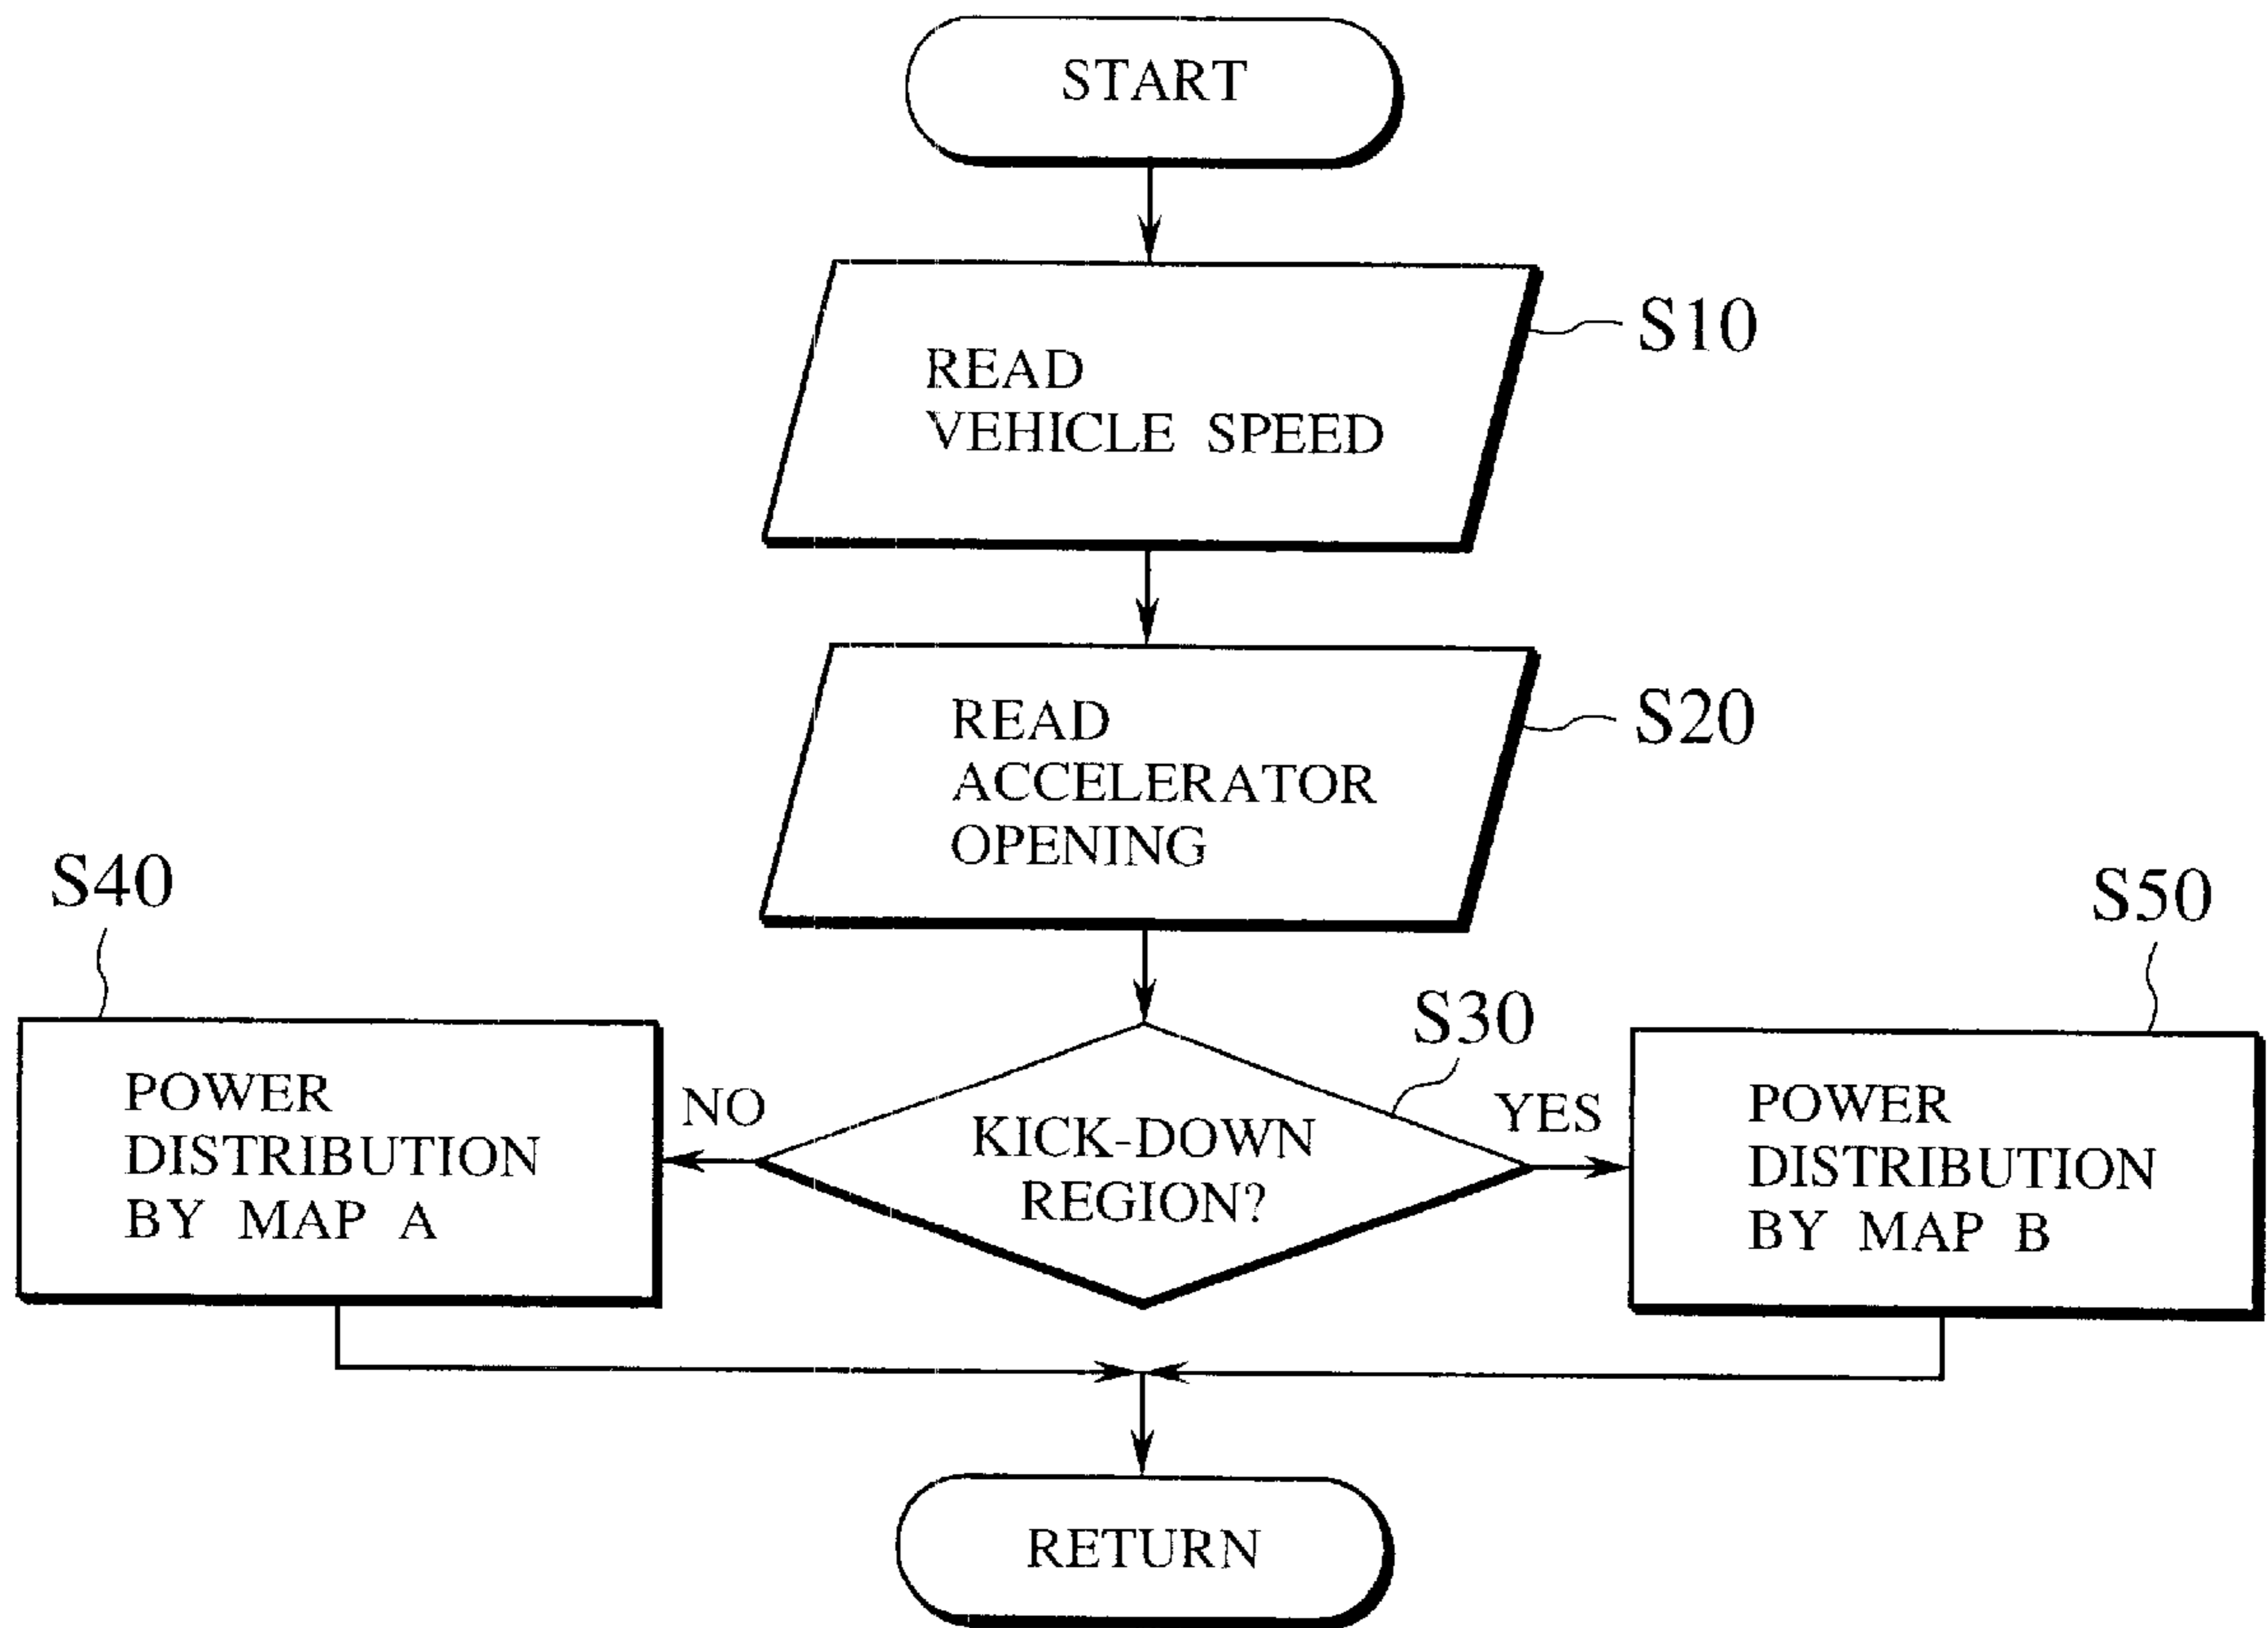 START
READ
VEHICLE SPEED
S10
READ
ACCELERATOR
OPENING
S20
S40
S50
S30
POWER
DISTRIBUTION
BY MAP A
NO
KICK-DOWN
REGION?
YES
POWER
DISTRIBUTION
BY MAP B
RETURN